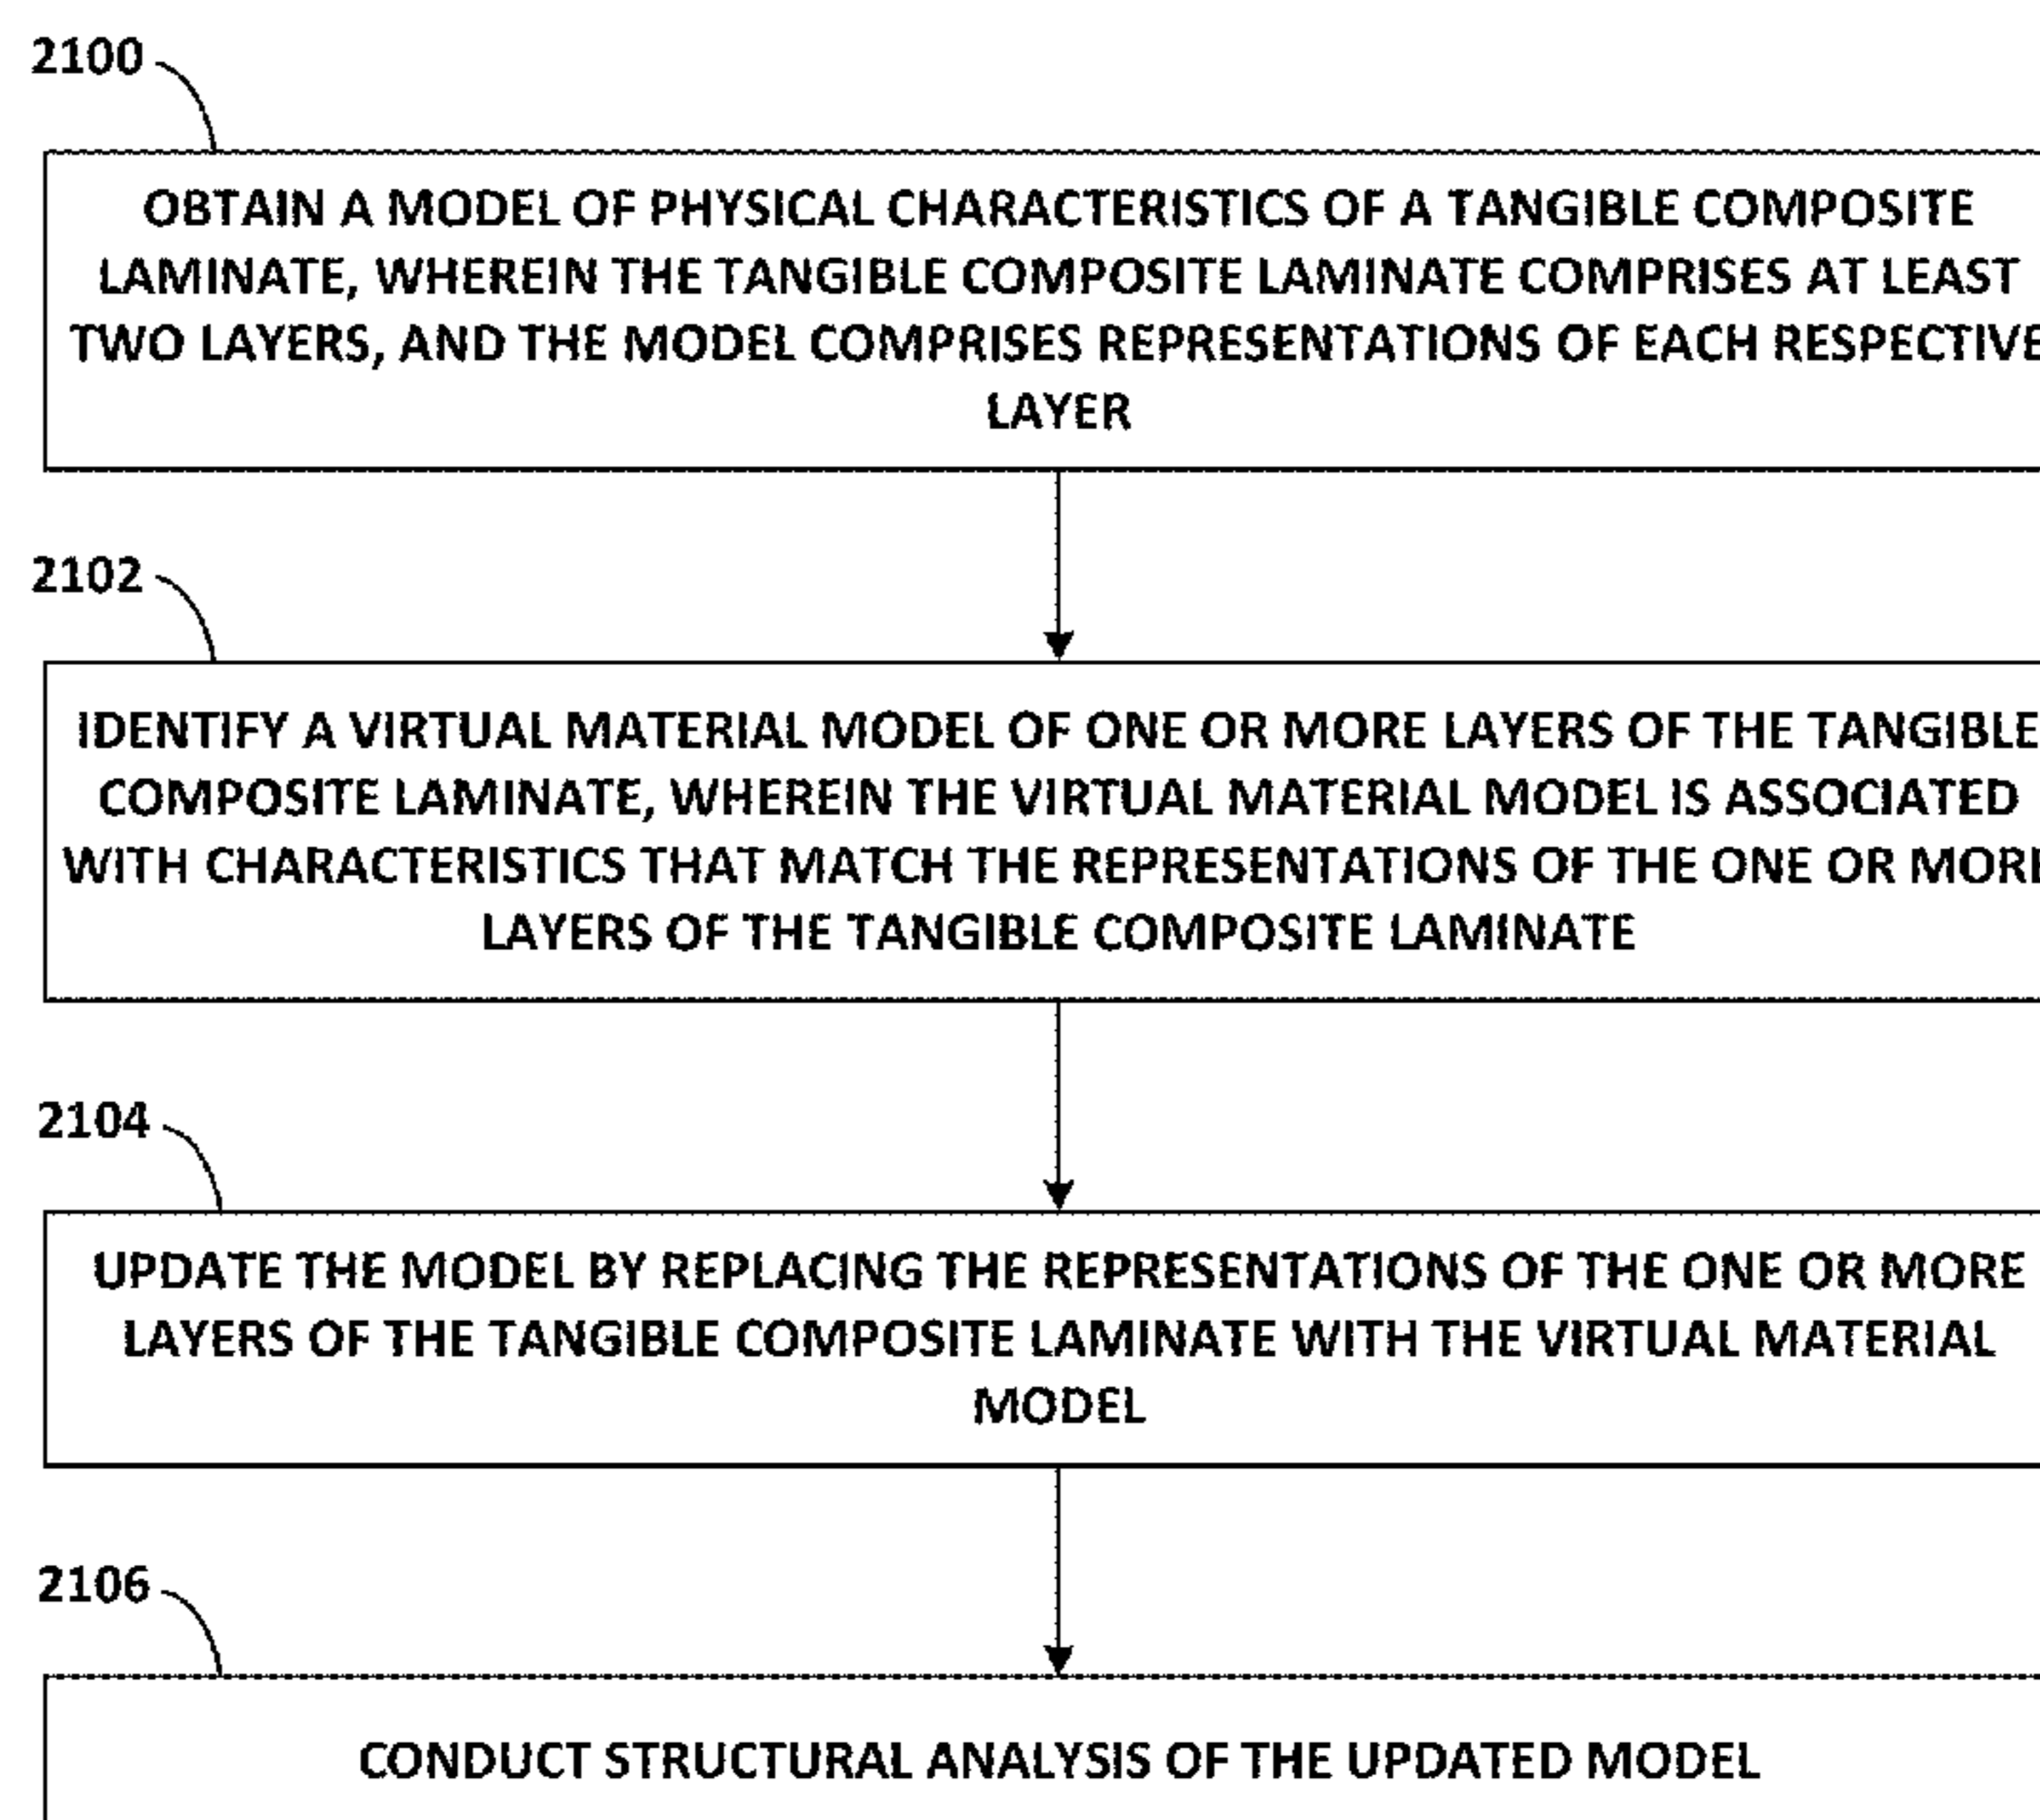 2100
OBTAIN A MODEL OF PHYSICAL CHARACTERISTICS OF A TANGIBLE COMPOSITE
LAMINATE, WHEREIN THE TANGIBLE COMPOSITE LAMINATE COMPRISES AT LEAST
TWO LAYERS, AND THE MODEL COMPRISES REPRESENTATIONS OF EACH RESPECTIVE
LAYER
2102
IDENTIFY A VIRTUAL MATERIAL MODEL OF ONE OR MORE LAYERS OF THE TANGIBLE
COMPOSITE LAMINATE, WHEREIN THE VIRTUAL MATERIAL MODEL IS ASSOCIATED
WITH CHARACTERISTICS THAT MATCH THE REPRESENTATIONS OF THE ONE OR MORE
LAYERS OF THE TANGIBLE COMPOSITE LAMINATE
2104
UPDATE THE MODEL BY REPLACING THE REPRESENTATIONS OF THE ONE OR MORE
LAYERS OF THE TANGIBLE COMPOSITE LAMINATE WITH THE VIRTUAL MATERIAL
MODEL
2106
CONDUCT STRUCTURAL ANALYSIS OF THE UPDATED MODEL